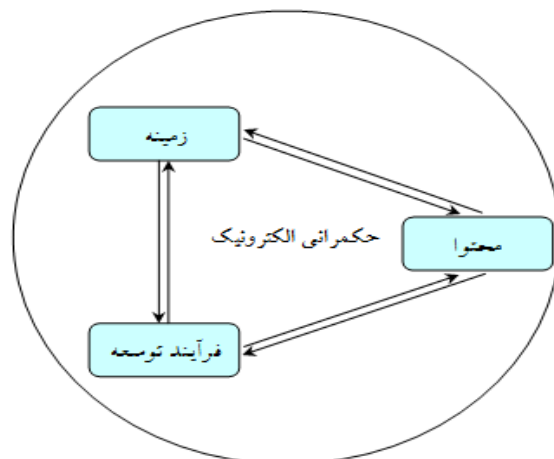 زمینه
حکمرانی الکترونیک
محتوا
فرآیند توسعه